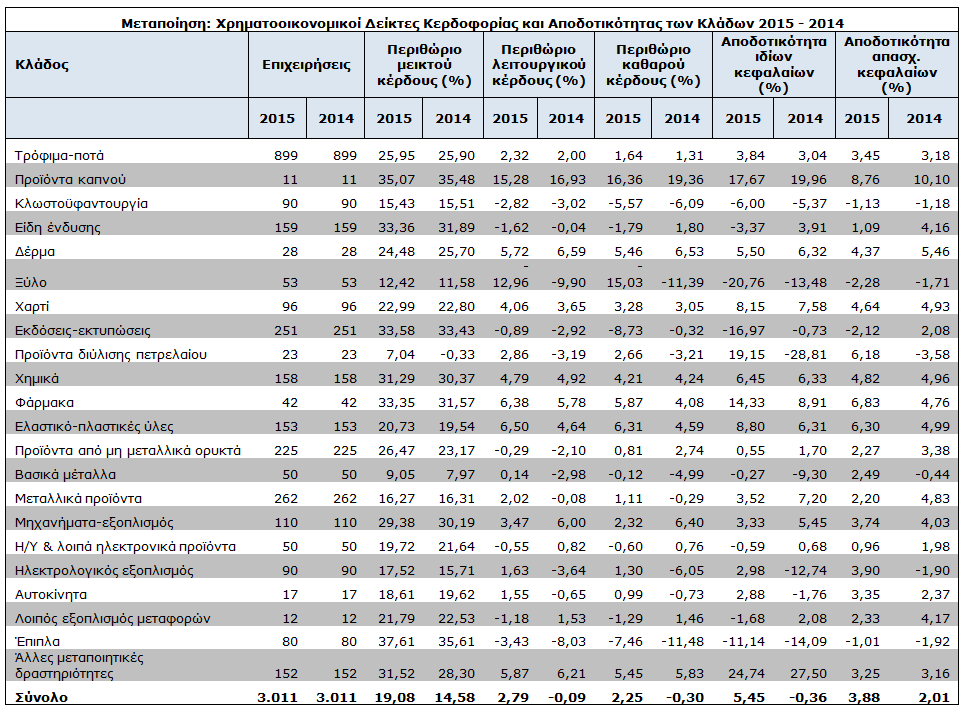 Μεταποίηση: Χρηματοοικονομικοί Δείκτες Κερδοφορίας και Αποδοτικότητας των Κλάδων 2015 - 2014
Κλάδος Επιχειρήσεις Περιθώριο μεικτού κέρδους (%) Περιθώριο λειτουργικού κέρδους (%) Περιθώριο καθαρού κέρδους (%) Αποδοτικότητα ιδίων κεφαλαίων (%) Αποδοτικότητα απασχ. κεφαλαίων (%)
2015 2014 2015 2014 2015 2014 2015 2014 2015 2014 2015 2014
Τρόφιμα-ποτά 899 899 25,95 25,90 2,32 2,00 1,64 1,31 3,84 3,04 3,45 3,18
Προϊόντα καπνού 11 11 35,07 35,48 15,28 16,93 16,36 19,36 17,67 19,96 8,76 10,10
Κλωστοϋφαντουργία 90 90 15,43 15,51 -2,82 -3,02 -5,57 -6,09 -6,00 -5,37 -1,13 -1,18
Είδη ένδυσης 159 159 33,36 31,89 -1,62 -0,04 -1,79 1,80 -3,37 3,91 1,09 4,16
Δέρμα 28 28 24,48 25,70 5,72 6,59 5,46 6,53 5,50 6,32 4,37 5,46
Ξύλο 53 53 12,42 11,58 -12,96 -9,90 -15,03 -11,39 -20,76 -13,48 -2,28 -1,71
Χαρτί 96 96 22,99 22,80 4,06 3,65 3,28 3,05 8,15 7,58 4,64 4,93
Εκδόσεις-εκτυπώσεις 251 251 33,58 33,43 -0,89 -2,92 -8,73 -0,32 -16,97 -0,73 -2,12 2,08
Προϊόντα διύλισης πετρελαίου 23 23 7,04 -0,33 2,86 -3,19 2,66 -3,21 19,15 -28,81 6,18 -3,58
Χημικά 158 158 31,29 30,37 4,79 4,92 4,21 4,24 6,45 6,33 4,82 4,96
Φάρμακα 42 42 33,35 31,57 6,38 5,78 5,87 4,08 14,33 8,91 6,83 4,76
Ελαστικό-πλαστικές ύλες 153 153 20,73 19,54 6,50 4,64 6,31 4,59 8,80 6,31 6,30 4,99
Προϊόντα από μη μεταλλικά ορυκτά 225 225 26,47 23,17 -0,29 -2,10 0,81 2,74 0,55 1,70 2,27 3,38
Βασικά μέταλλα 50 50 9,05 7,97 0,14 -2,98 -0,12 -4,99 -0,27 -9,30 2,49 -0,44
Μεταλλικά προϊόντα 262 262 16,27 16,31 2,02 -0,08 1,11 -0,29 3,52 7,20 2,20 4,83
Μηχανήματα-εξοπλισμός 110 110 29,38 30,19 3,47 6,00 2,32 6,40 3,33 5,45 3,74 4,03
Η/Υ & λοιπά ηλεκτρονικά προϊόντα 50 50 19,72 21,64 -0,55 0,82 -0,60 0,76 -0,59 0,68 0,96 1,98
Ηλεκτρολογικός εξοπλισμός 90 90 17,52 15,71 1,63 -3,64 1,30 -6,05 2,98 -12,74 3,90 -1,90
Αυτοκίνητα 17 17 18,61 19,62 1,55 -0,65 0,99 -0,73 2,88 -1,76 3,35 2,37
Λοιπός εξοπλισμός μεταφορών 12 12 21,79 22,53 -1,18 1,53 -1,29 1,46 -1,68 2,08 2,33 4,17
Έπιπλα 80 80 37,61 35,61 -3,43 -8,03 -7,46 -11,48 -11,14 -14,09 -1,01 -1,92
Άλλες μεταποιητικές
δραστηριότητες 152 152 31,52 28,30 5,87 6,21 5,45 5,83 24,74 27,50 3,25 3,16
Σύνολο 3.011 3.011 19,08 14,58 2,79 -0,09 2,25 -0,30 5,45 -0,36 3,88 2,01